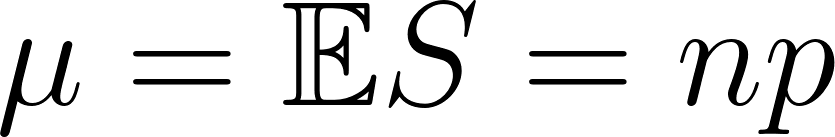 μ = 𝔼S = np